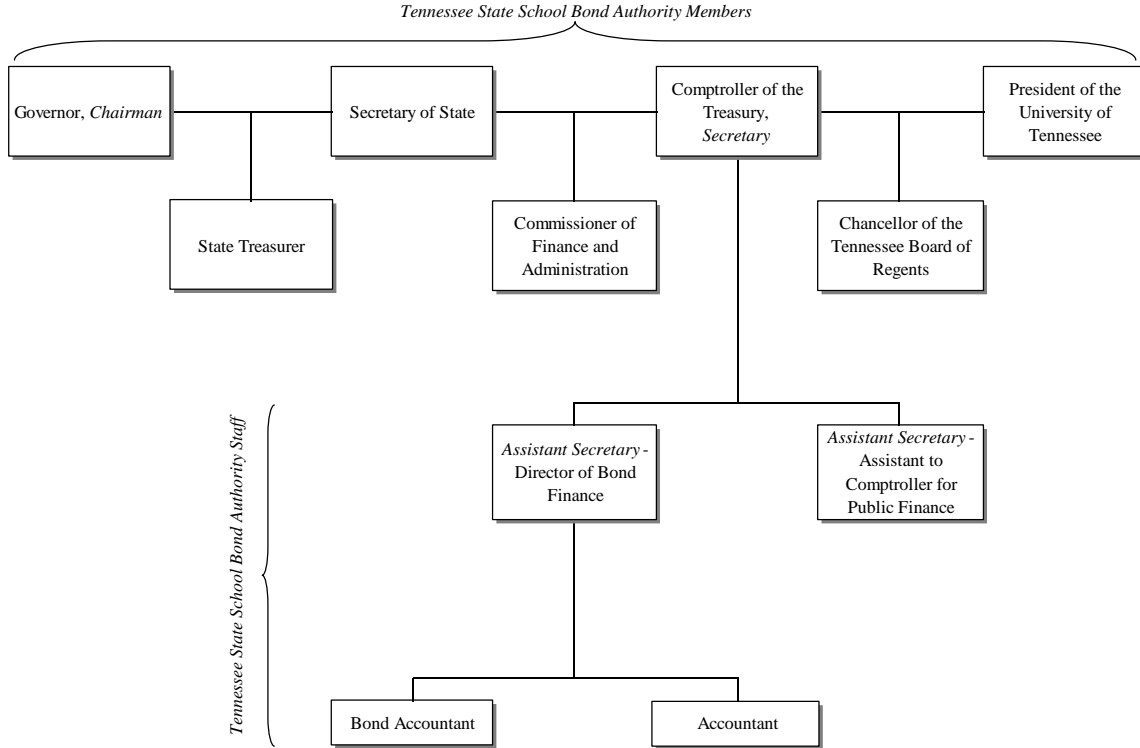 Tennessee State School Bond Authority Members
Governor, Chairman
Secretary of State
Comptroller of the
Treasury,
Secretary
President of the
University of
Tennessee
State Treasurer
Commissioner of
Finance and
Administration
Chancellor of the
Tennessee Board of
Regents
Tennessee State School Bond Authority Staff
Assistant Secretary -
Director of Bond
Finance
Assistant Secretary -
Assistant to
Comptroller for
Public Finance
Bond Accountant
Accountant